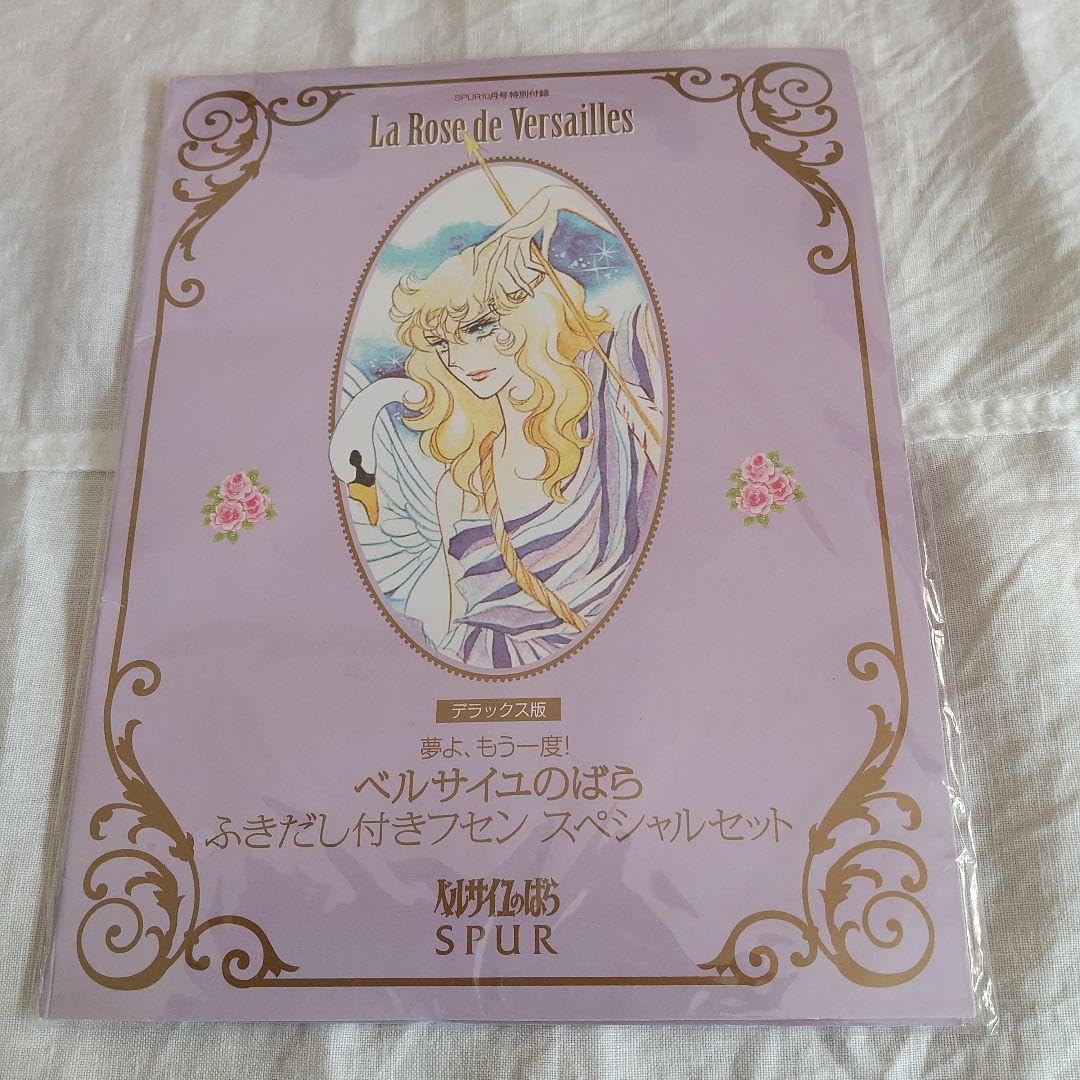 SPUR10月号特別付録
La Rose de Versailles
デラックス版
夢よ、もう一度!
ベルサイユのばら
ふきだし付きフセン スペシャルセット
ベルサイユのばら
SPUR